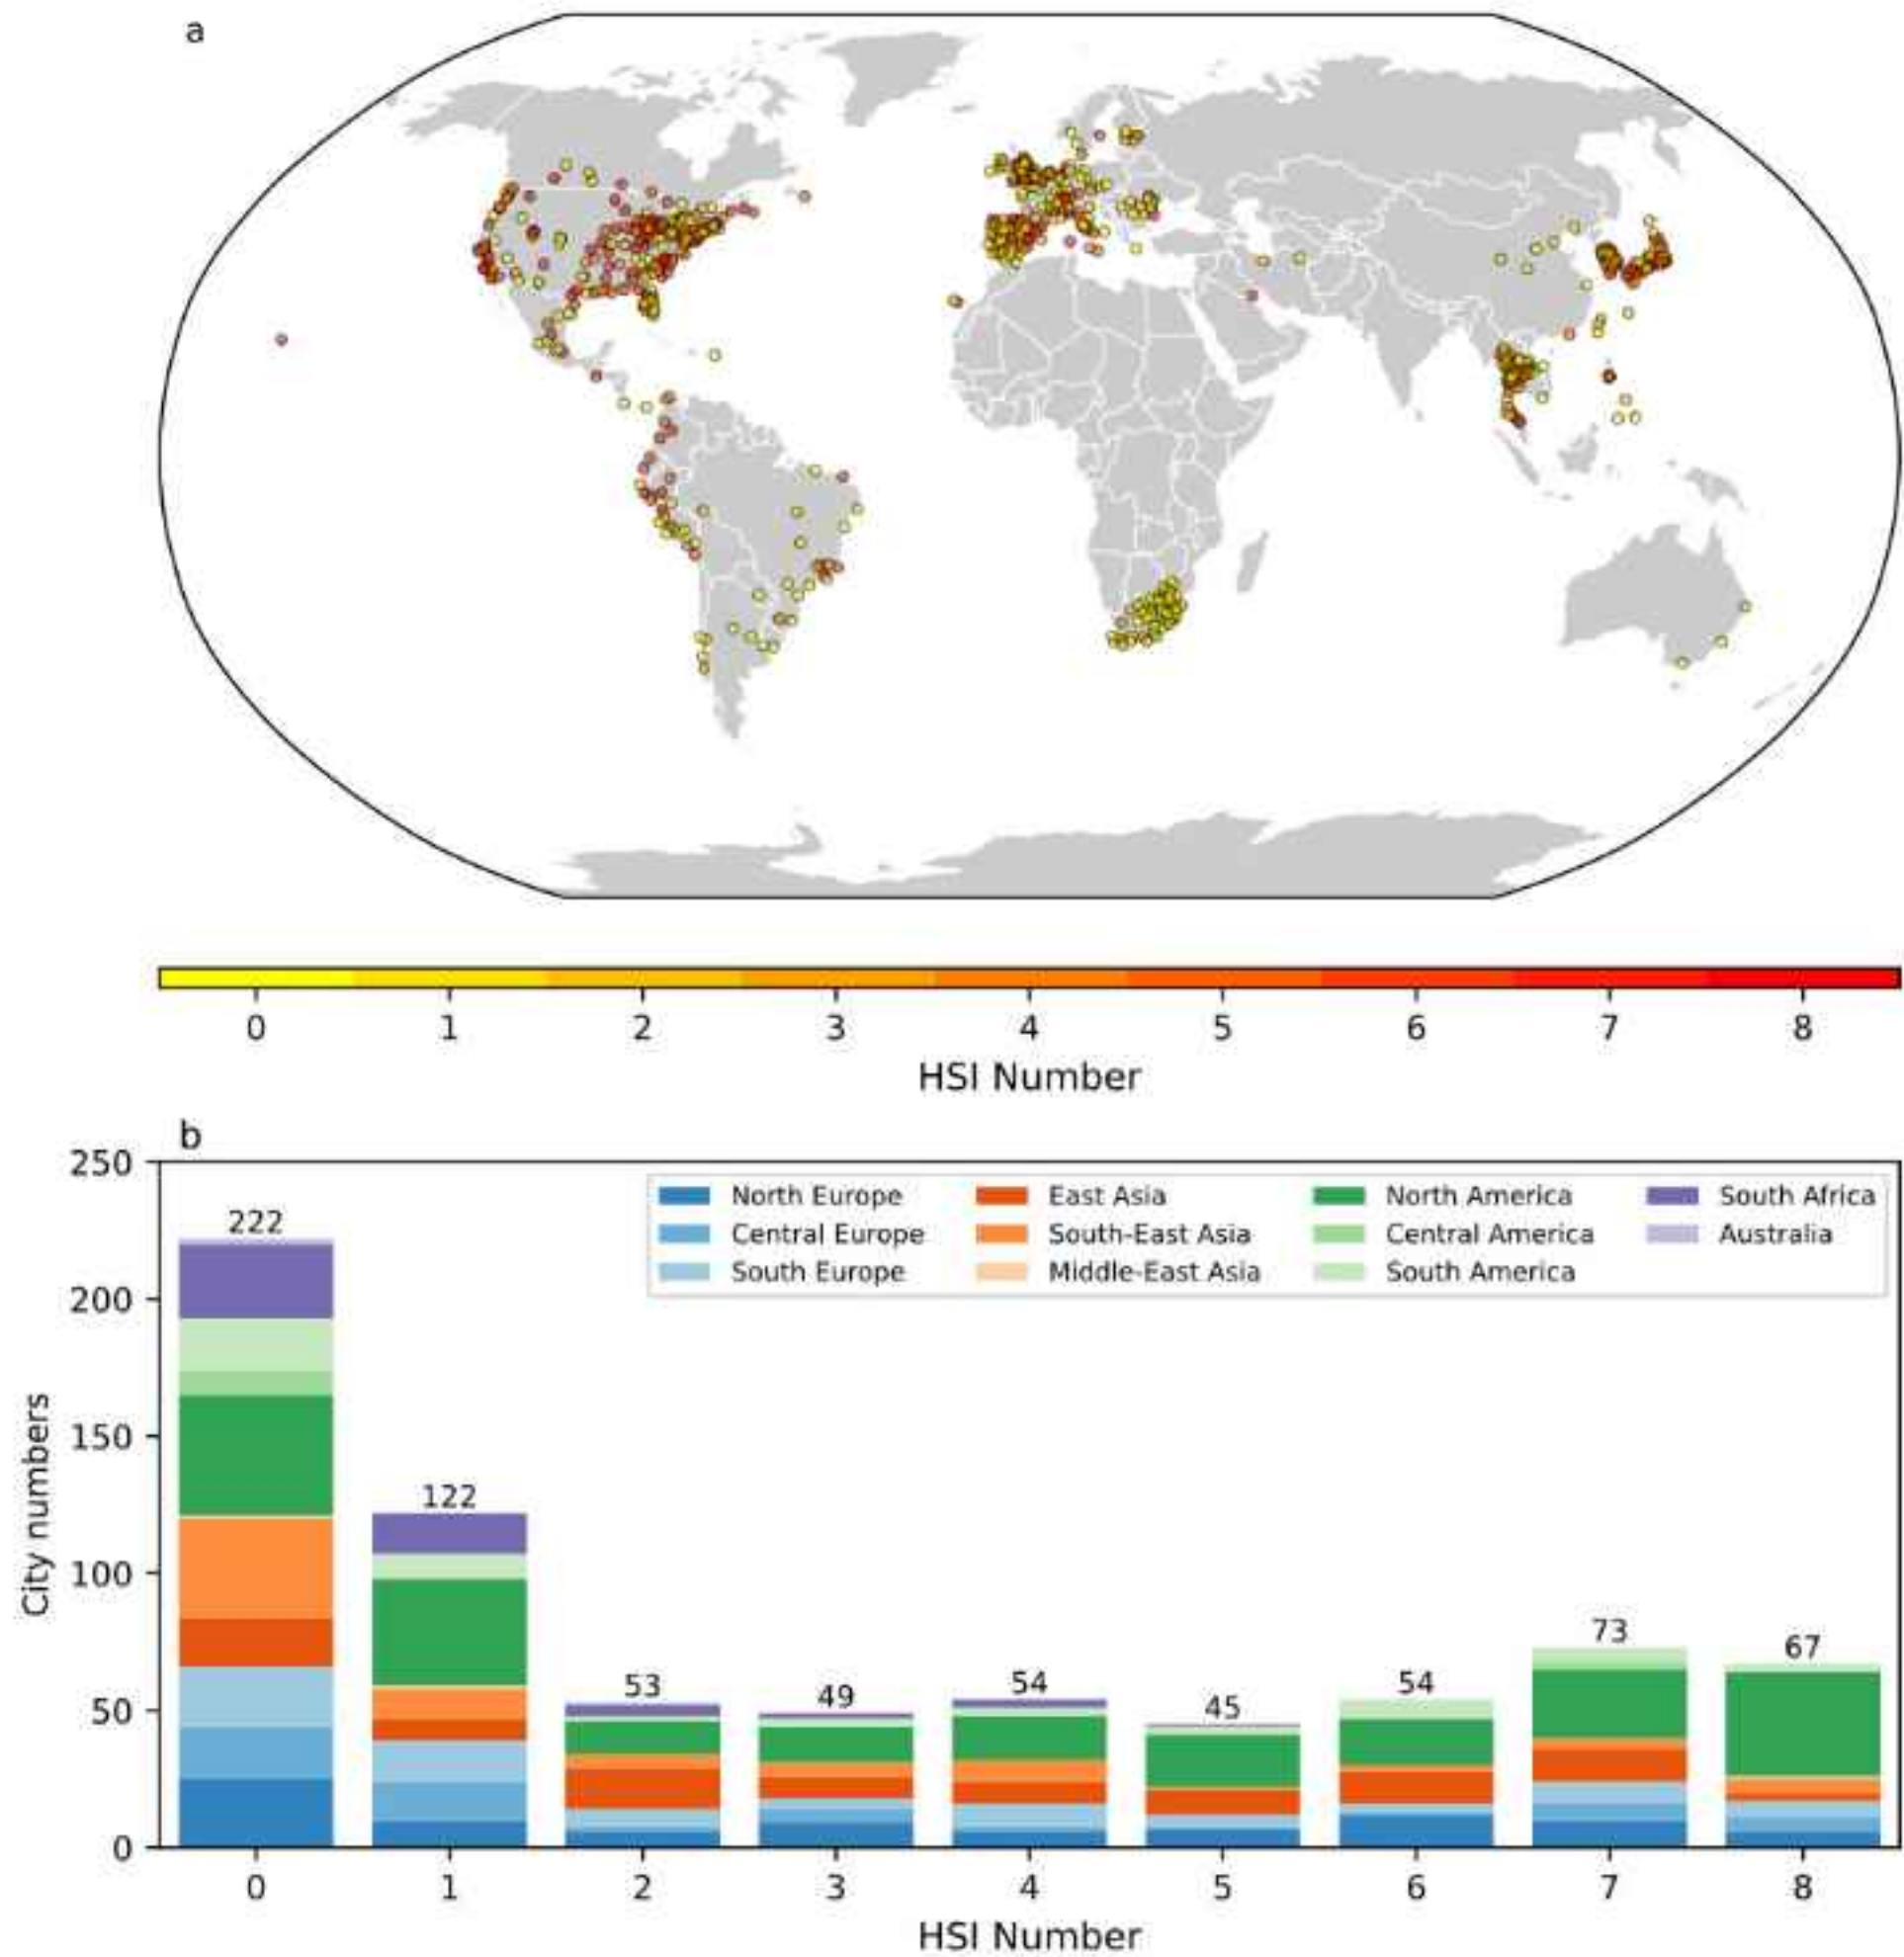 a
0 1 2 3 4 5 6 7 8
HSI Number
b
250
200
150
100
50
0
City numbers
North Europe East Asia North America South Africa
Central Europe South-East Asia Central America Australia
South Europe Middle-East Asia South America
222
122
53
49
54
45
54
73
67
0 1 2 3 4 5 6 7 8
HSI Number